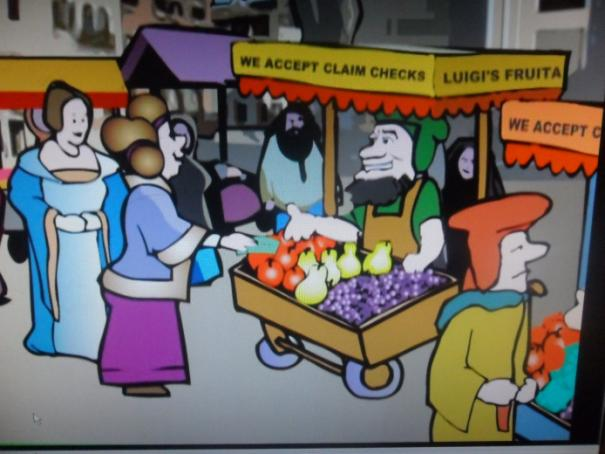 WE ACCEPT CLAIM CHECKS
LUIGI'S FRUITA
WE ACCEPT C